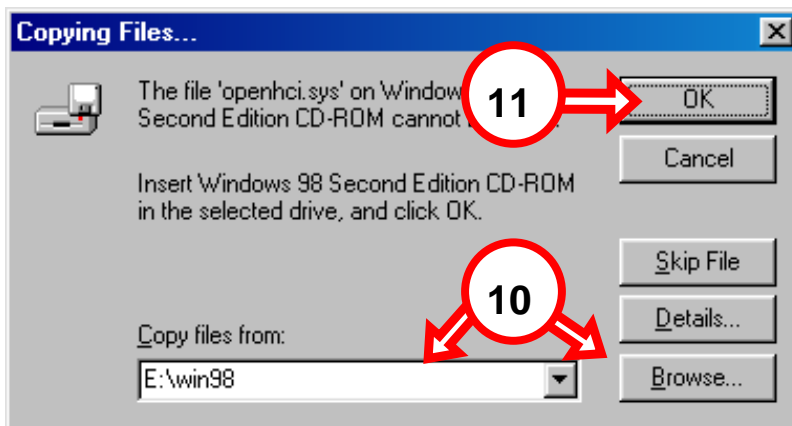 Copying Files...
The file 'openhci.sys' on Window
Second Edition CD-ROM cannot
11
OK
Cancel
Insert Windows 98 Second Edition CD-ROM
in the selected drive, and click OK.
Skip File
10
Details...
Copy files from:
E:\win98
Browse...